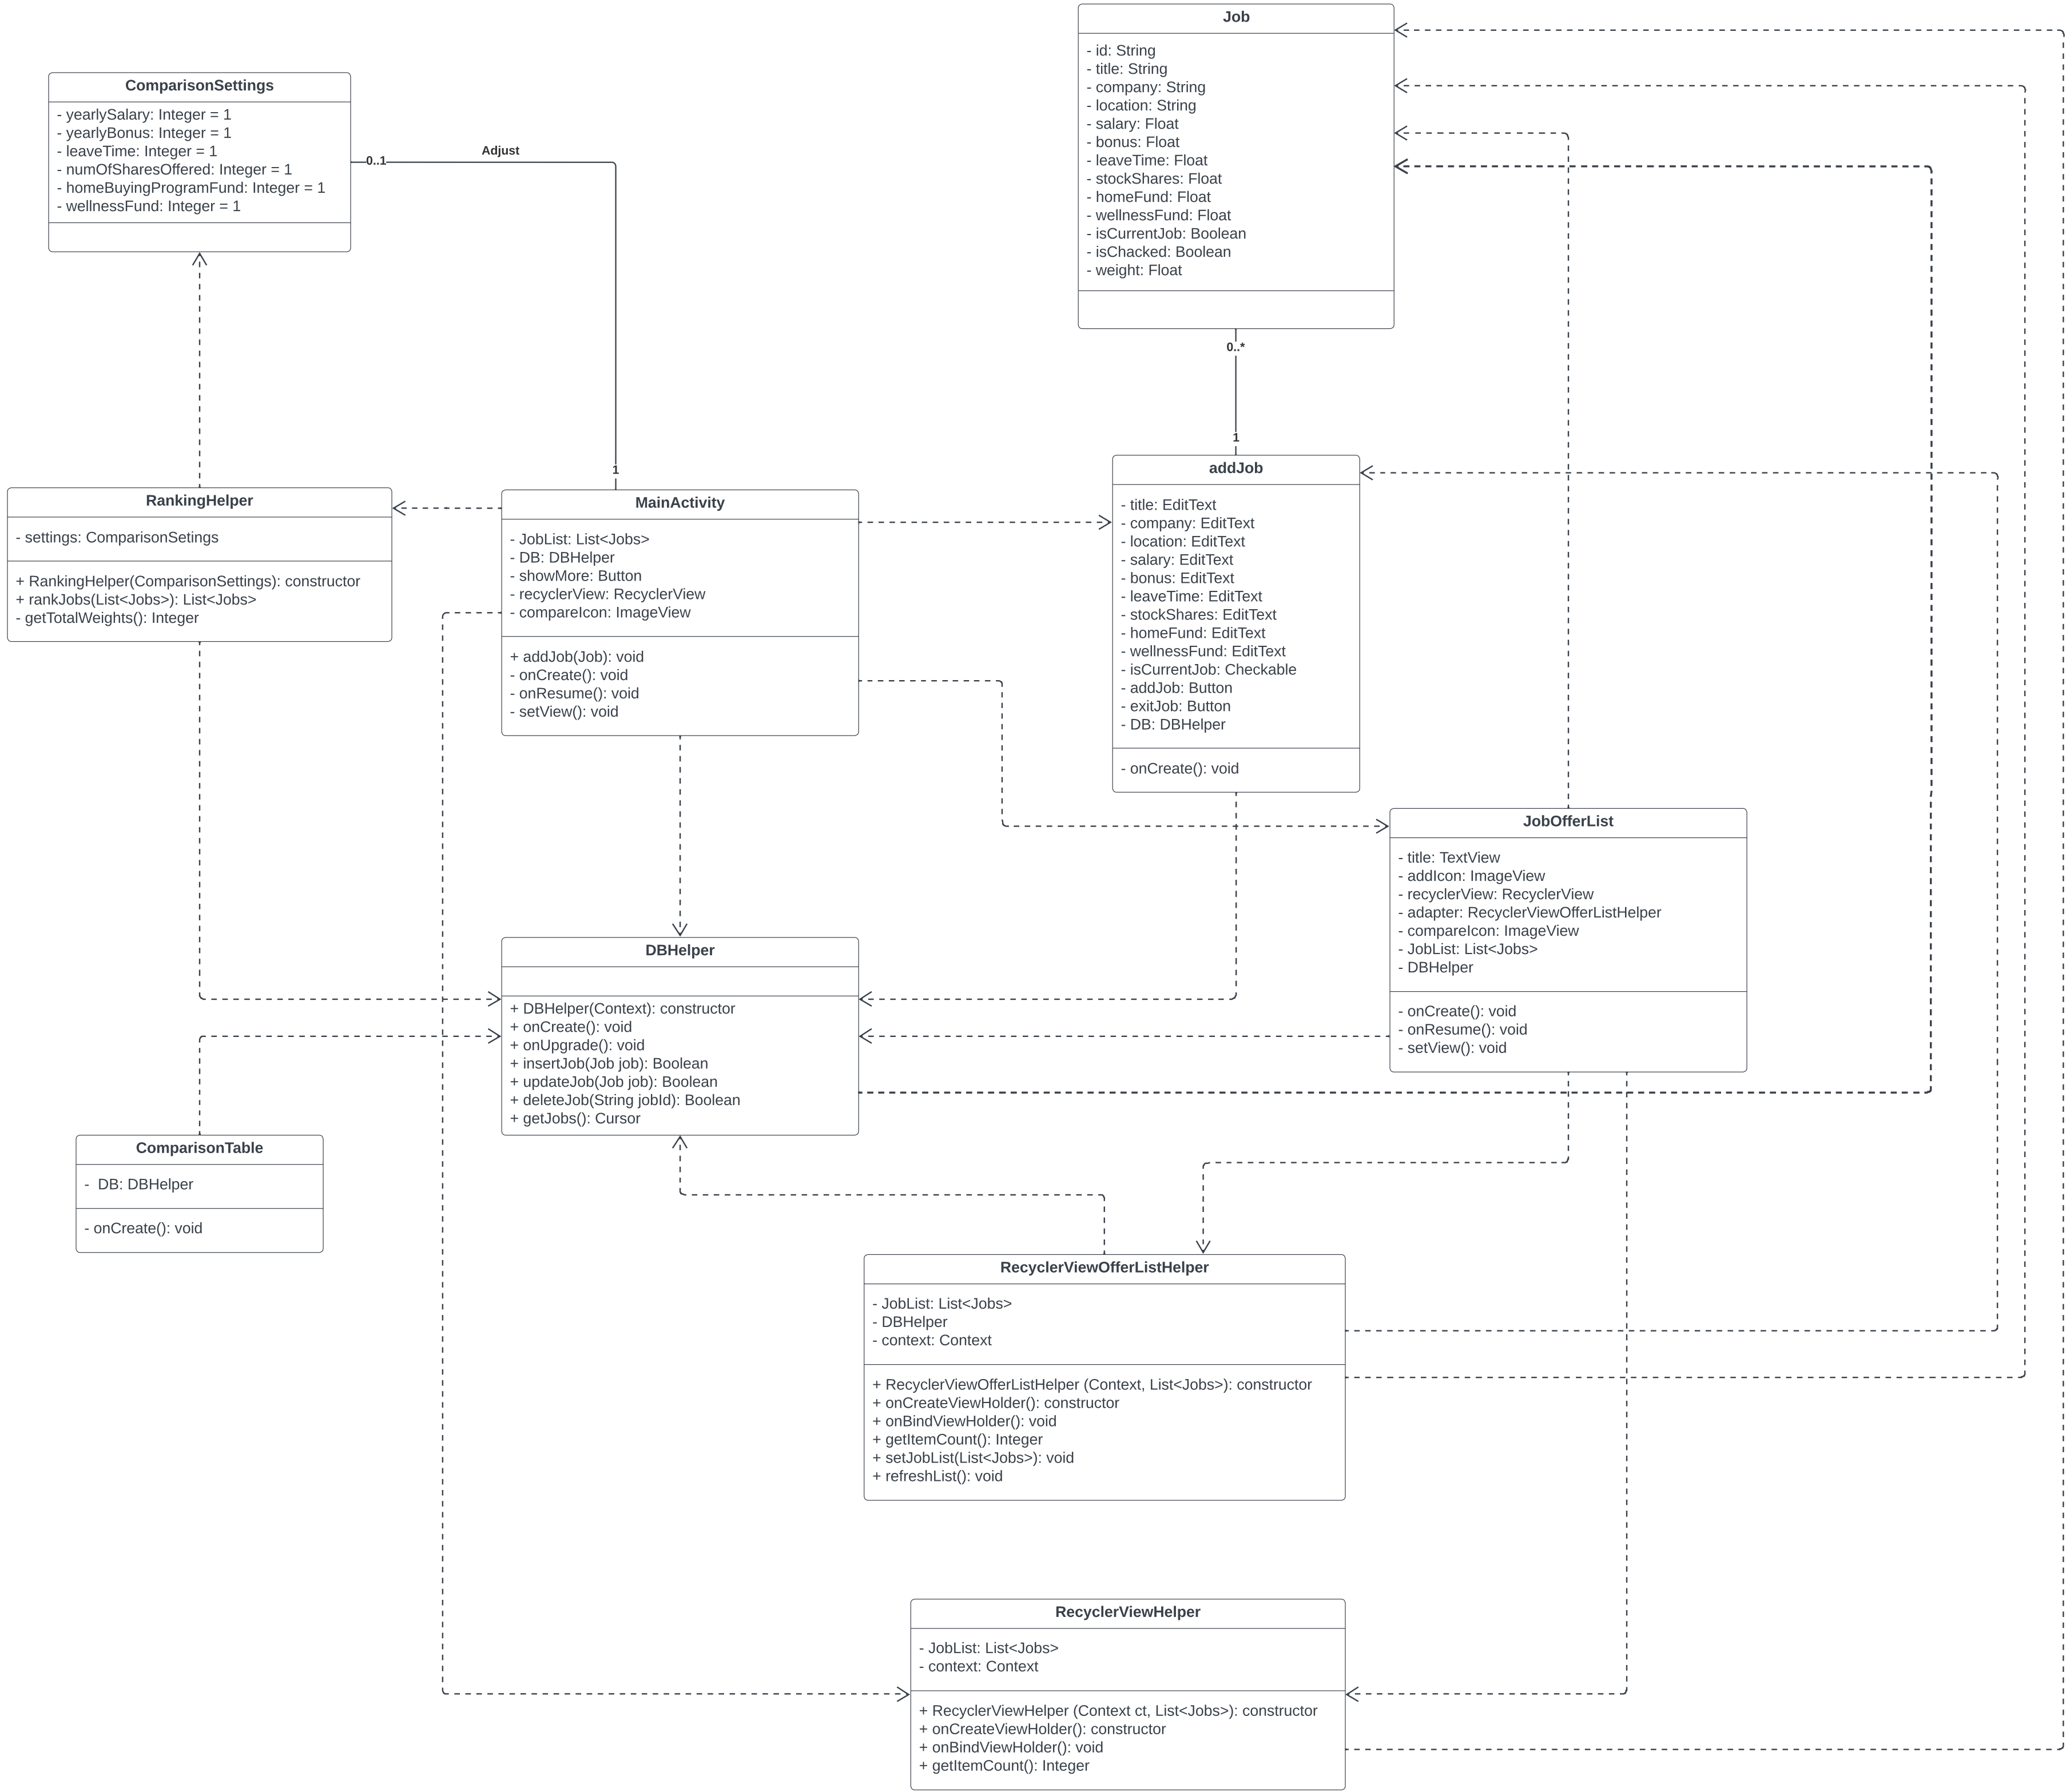 Job
- id: String
- title: String
- company: String
- location: String
- salary: Float
- bonus: Float
- leaveTime: Float
- stockShares: Float
- homeFund: Float
- wellnessFund: Float
- isCurrentJob: Boolean
- isChacked: Boolean
- weight: Float
ComparisonSettings
- yearlySalary: Integer = 1
- yearlyBonus: Integer = 1
- leaveTime: Integer = 1
- numOfSharesOffered: Integer = 1
- homeBuyingProgramFund: Integer = 1
- wellnessFund: Integer = 1
0..1
Adjust
1
0..*
1
RankingHelper
- settings: ComparisonSetings
+ RankingHelper(ComparisonSettings): constructor
+ rankJobs(List<Jobs>): List<Jobs>
- getTotalWeights(): Integer
MainActivity
- JobList: List<Jobs>
- DB: DBHelper
- showMore: Button
- recyclerView: RecyclerView
- compareIcon: ImageView
+ addJob(Job): void
- onCreate(): void
- onResume(): void
- setView(): void
addJob
- title: EditText
- company: EditText
- location: EditText
- salary: EditText
- bonus: EditText
- leaveTime: EditText
- stockShares: EditText
- homeFund: EditText
- wellnessFund: EditText
- isCurrentJob: Checkable
- addJob: Button
- exitJob: Button
- DB: DBHelper
- onCreate(): void
JobOfferList
- title: TextView
- addIcon: ImageView
- recyclerView: RecyclerView
- adapter: RecyclerViewOfferListHelper
- compareIcon: ImageView
- JobList: List<Jobs>
- DBHelper
- onCreate(): void
- onResume(): void
- setView(): void
DBHelper
+ DBHelper(Context): constructor
+ onCreate(): void
+ onUpgrade(): void
+ insertJob(Job job): Boolean
+ updateJob(Job job): Boolean
+ deleteJob(String jobId): Boolean
+ getJobs(): Cursor
ComparisonTable
-  DB: DBHelper
- onCreate(): void
RecyclerViewOfferListHelper
- JobList: List<Jobs>
- DBHelper
- context: Context
+ RecyclerViewOfferListHelper (Context, List<Jobs>): constructor
+ onCreateViewHolder(): constructor
+ onBindViewHolder(): void
+ getItemCount(): Integer
+ setJobList(List<Jobs>): void
+ refreshList(): void
RecyclerViewHelper
- JobList: List<Jobs>
- context: Context
+ RecyclerViewHelper (Context ct, List<Jobs>): constructor
+ onCreateViewHolder(): constructor
+ onBindViewHolder(): void
+ getItemCount(): Integer